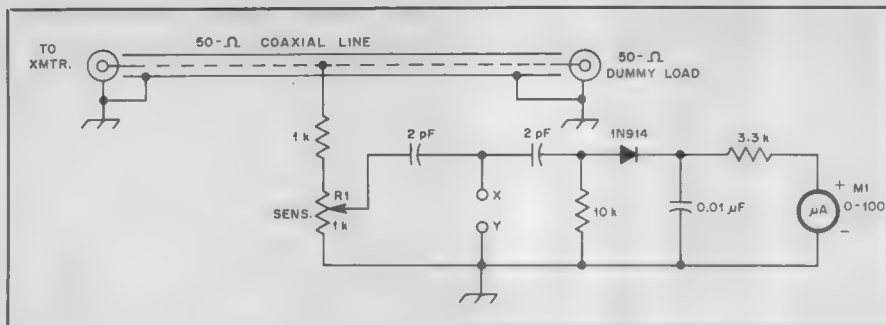 TO
XMTR.
50-Ω COAXIAL LINE
50-Ω
DUMMY LOAD
1 k
R1
SENS.
1 k
2 pF
X
Y
2 pF
10 k
1N914
0.01 µF
3.3 k
+
µA
M1
0-100
-